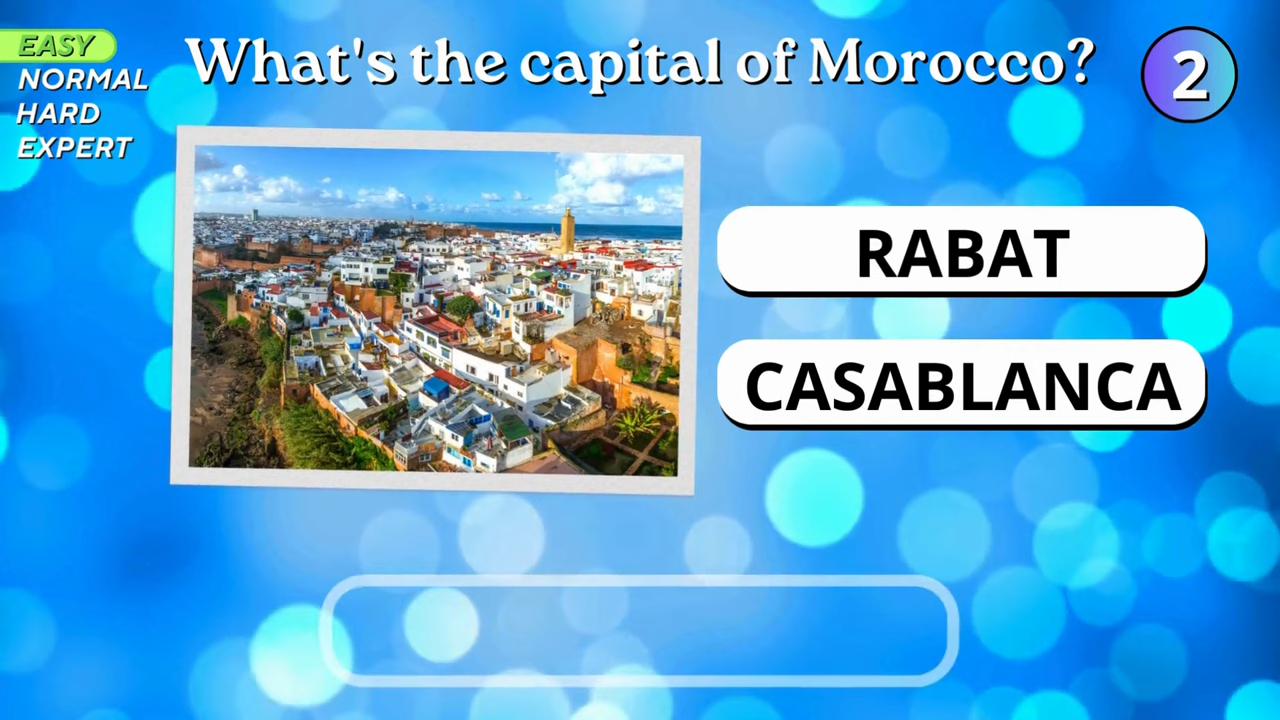 EASY
NORMAL
HARD
EXPERT
What's the capital of Morocco?
2
RABAT
CASABLANCA